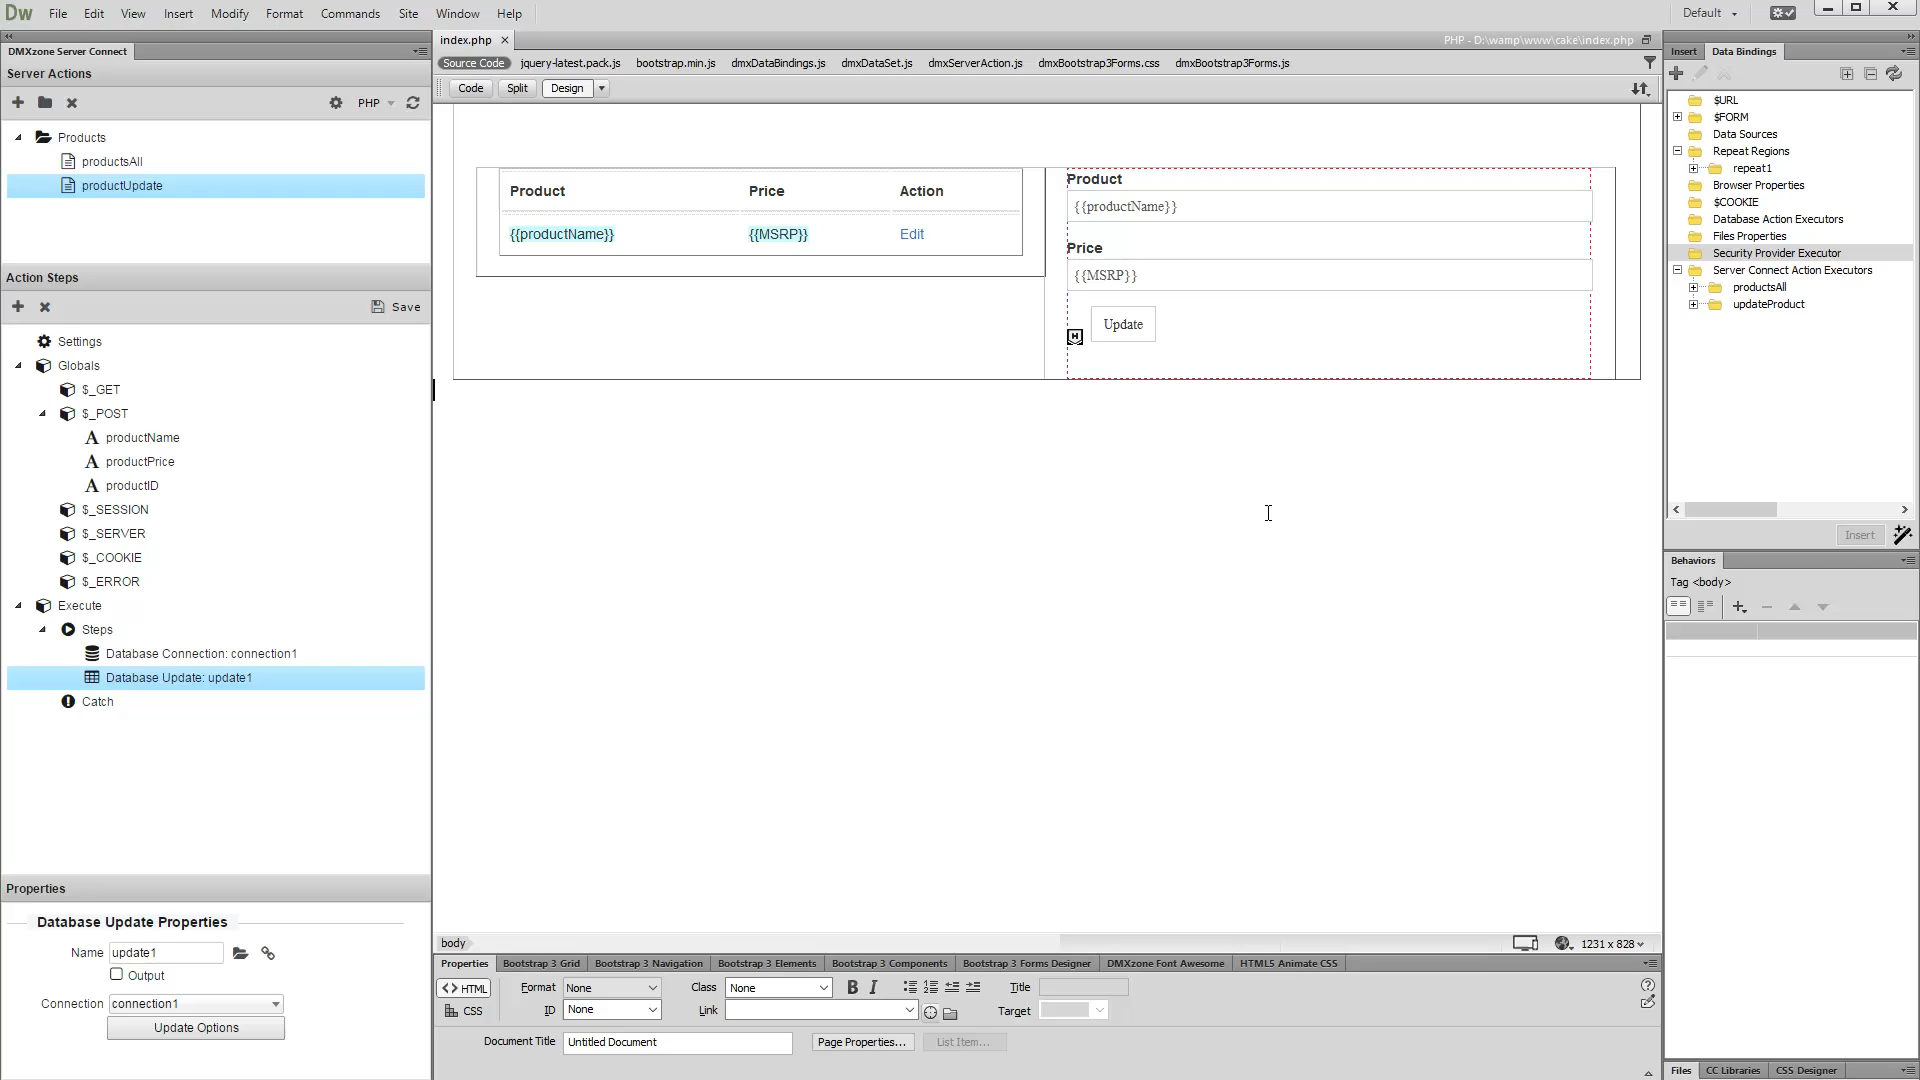 Dw File Edit View Insert Modify Format Commands Site Window Help Default
DMXzone Server Connect
Server Actions
PHP
Products
productsAll
productUpdate
Action Steps
Save
Settings
Globals
$_GET
$_POST
productName
productPrice
productID
$_SESSION
$_SERVER
$_COOKIE
$_ERROR
Execute
Steps
Database Connection: connection1
Database Update: update1
Catch
Properties
Database Update Properties
Name update1
Output
Connection connection1
Update Options
index.php PHP - D:\wamp\www\cake\index.php
Source Code jquery-latest.pack.js bootstrap.min.js dmxDataBindings.js dmxDataSet.js dmxServerAction.js dmxBootstrap3Forms.css dmxBootstrap3Forms.js
Code Split Design
Product Price Action
{{productName}} {{MSRP}} Edit
Product
{{productName}}
Price
{{MSRP}}
H Update
body 1231 x 828
Properties Bootstrap 3 Grid Bootstrap 3 Navigation Bootstrap 3 Elements Bootstrap 3 Components Bootstrap 3 Forms Designer DMXzone Font Awesome HTML5 Animate CSS
<> HTML Format None Class None B I Title
CSS ID None Link Target
Document Title Untitled Document Page Properties... List Item...
Insert Data Bindings
$URL
$FORM
Data Sources
Repeat Regions
repeat1
Browser Properties
$COOKIE
Database Action Executors
Files Properties
Security Provider Executor
Server Connect Action Executors
productsAll
updateProduct
Insert
Behaviors
Tag <body>
Files CC Libraries CSS Designer